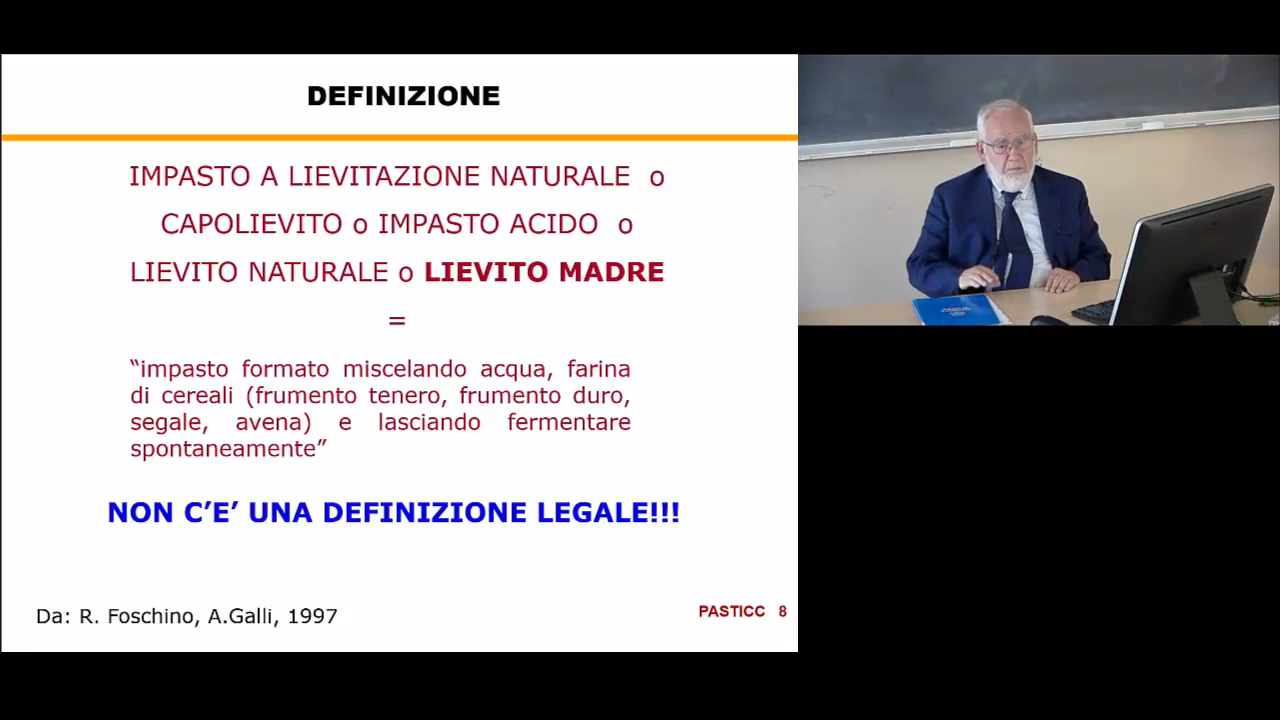 DEFINIZIONE
IMPASTO A LIEVITAZIONE NATURALE o
CAPOLIEVITO o IMPASTO ACIDO o
LIEVITO NATURALE o LIEVITO MADRE
=
“impasto formato miscelando acqua, farina
di cereali (frumento tenero, frumento duro,
segale, avena) e lasciando fermentare
spontaneamente”
NON C’E’ UNA DEFINIZIONE LEGALE!!!
Da: R. Foschino, A.Galli, 1997
PASTICC 8